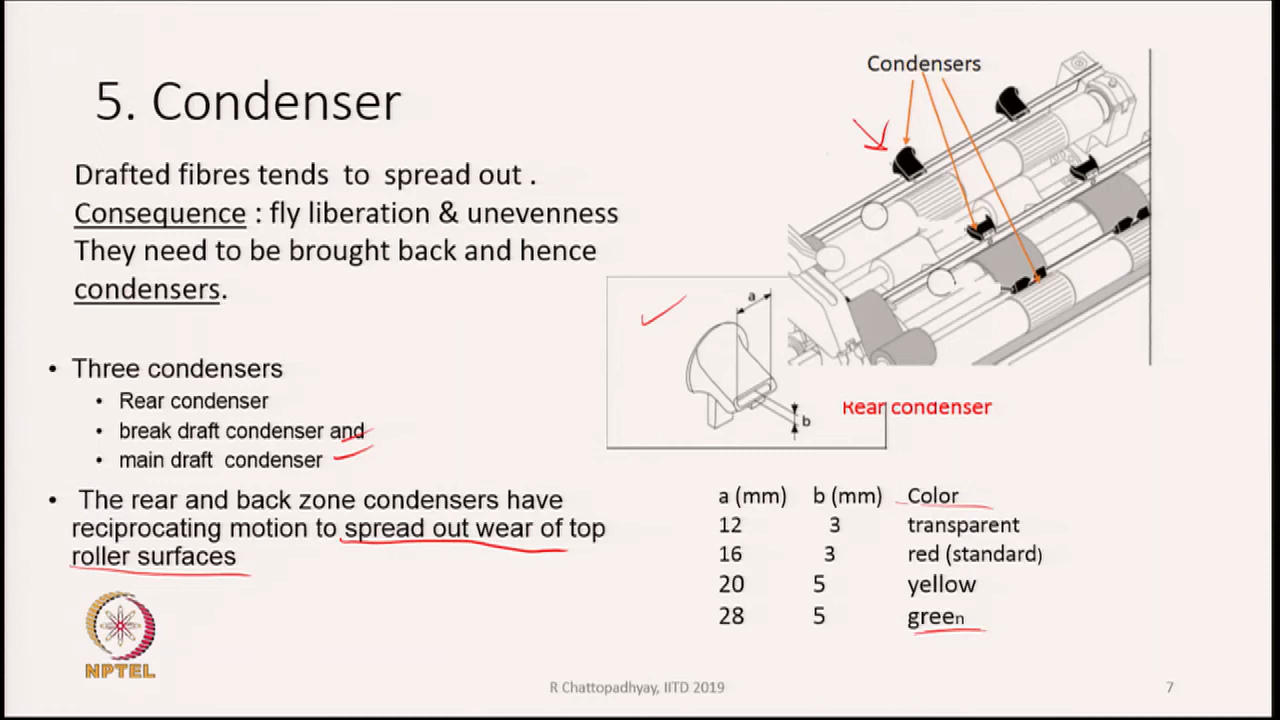 5. Condenser
Drafted fibres tends to spread out .
Consequence : fly liberation & unevenness
They need to be brought back and hence
condensers.
• Three condensers
• Rear condenser
• break draft condenser and
• main draft condenser
• The rear and back zone condensers have
reciprocating motion to spread out wear of top
roller surfaces
Condensers
a
b
Rear condenser
a (mm) b (mm) Color
12 3 transparent
16 3 red (standard)
20 5 yellow
28 5 green
NPTEL
R Chattopadhyay, IITD 2019
7